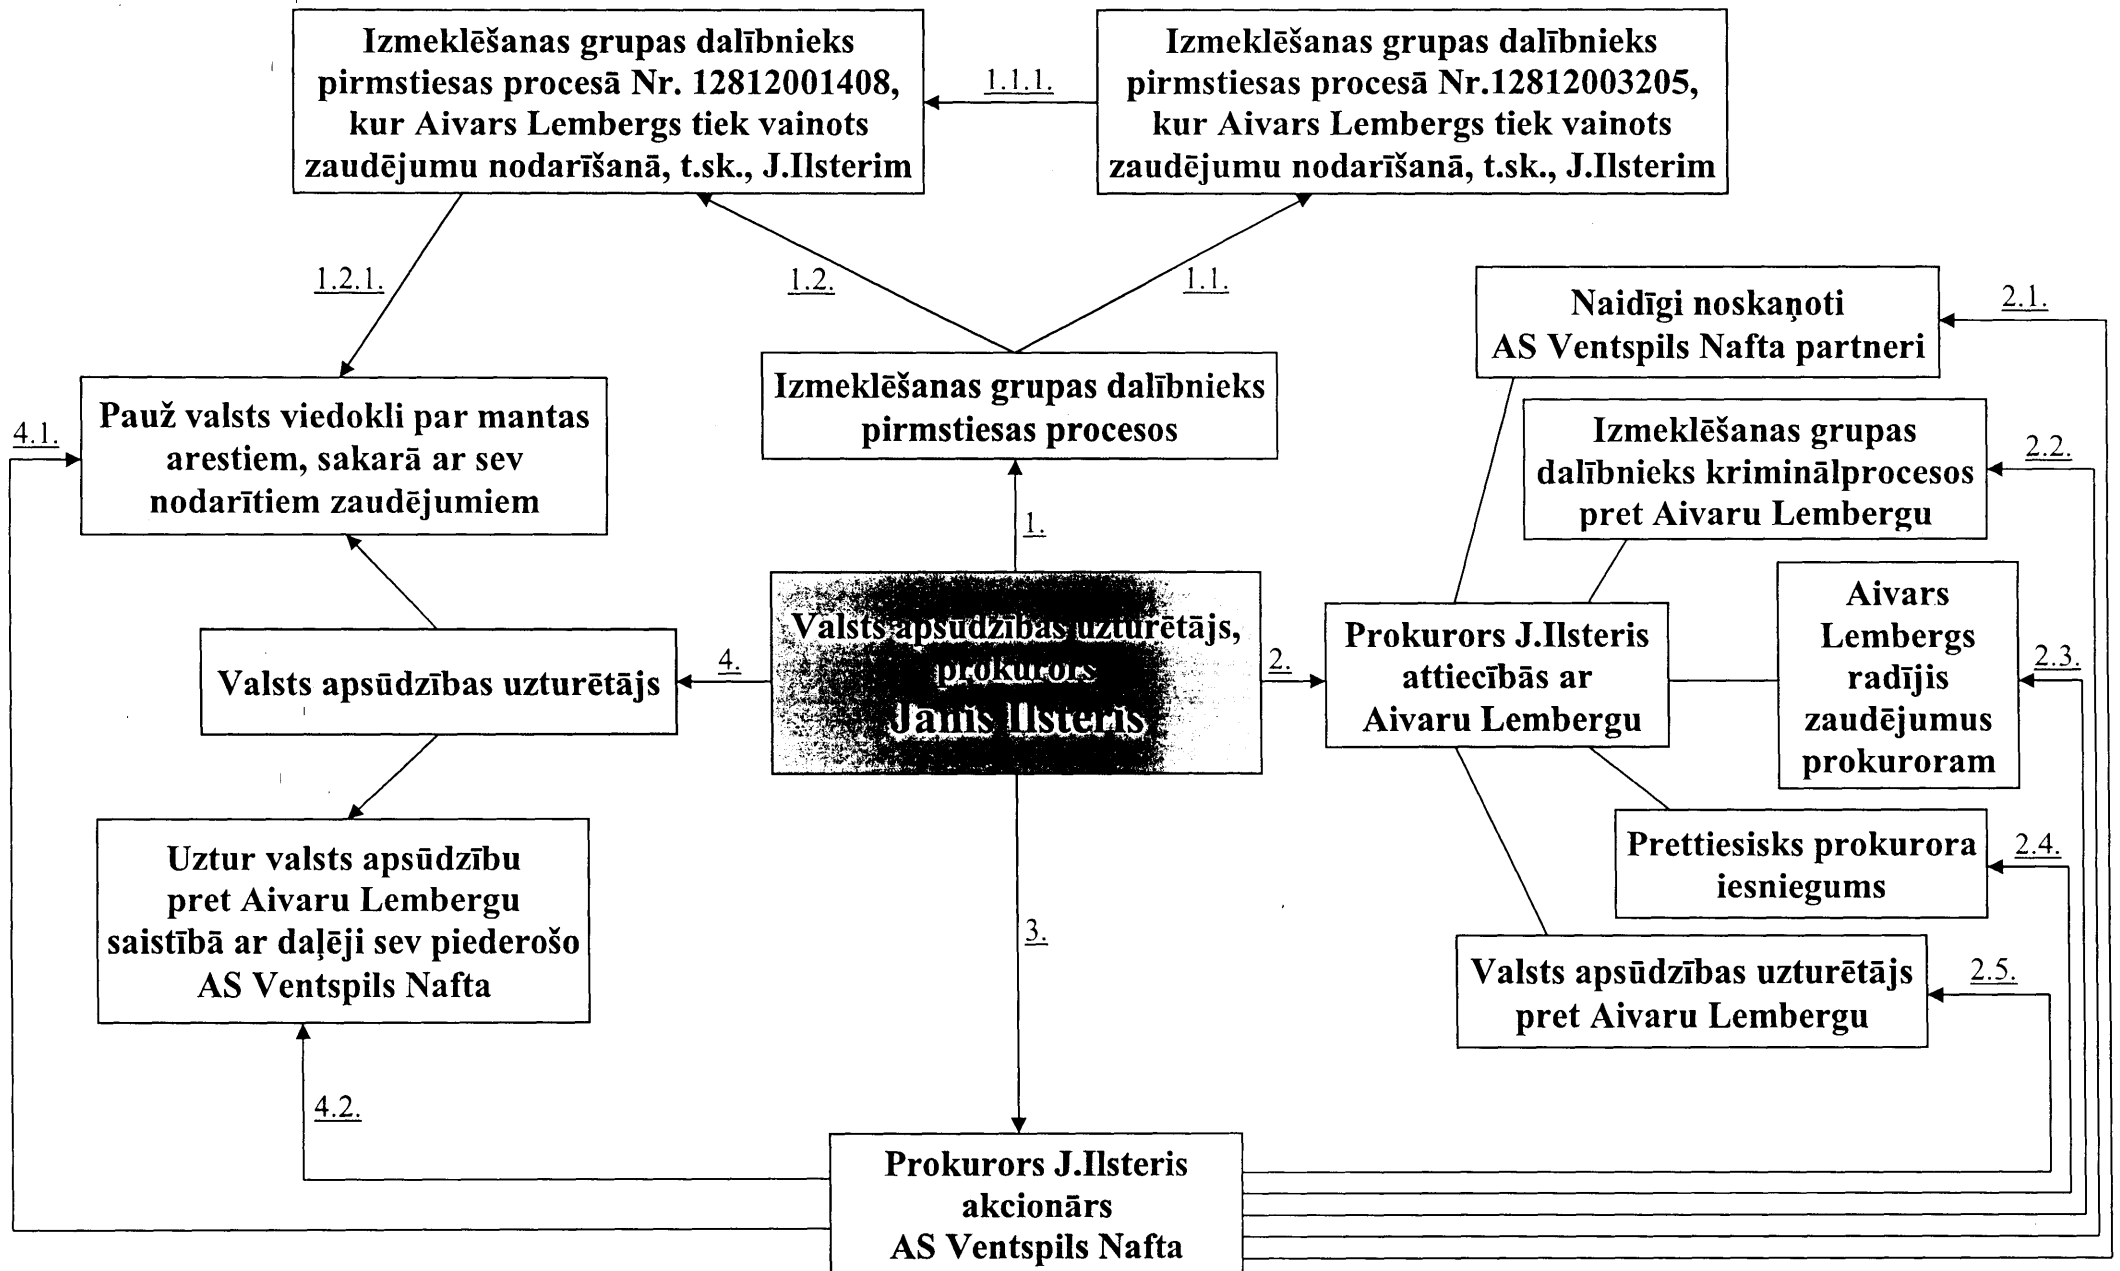 Izmeklēšanas grupas dalībnieks
pirmstiesas procesā Nr. 12812001408,
kur Aivars Lembergs tiek vainots
zaudējumu nodarīšanā, t.sk., J.Ilsterim
1.1.1.
Izmeklēšanas grupas dalībnieks
pirmstiesas procesā Nr.12812003205,
kur Aivars Lembergs tiek vainots
zaudējumu nodarīšanā, t.sk., J.Ilsterim
1.2.1.
1.2.
1.1.
Izmeklēšanas grupas dalībnieks
pirmstiesas procesos
1.
4.1.
Pauž valsts viedokli par mantas
arestiem, sakarā ar sev
nodarītiem zaudējumiem
Valsts apsūdzības uzturētājs
4.
Valsts apsūdzības uzturētājs,
prokurors
Janis Ilsteris
2.
Prokurors J.Ilsteris
attiecībās ar
Aivaru Lembergu
Naidīgi noskaņoti
AS Ventspils Nafta partneri
2.1.
Izmeklēšanas grupas
dalībnieks kriminālprocesos
pret Aivaru Lembergu
2.2.
Aivars
Lembergs
radījis
zaudējumus
prokuroram
2.3.
Prettiesisks prokurora
iesniegums
2.4.
Valsts apsūdzības uzturētājs
pret Aivaru Lembergu
2.5.
Uztur valsts apsūdzību
pret Aivaru Lembergu
saistībā ar daļēji sev piederošo
AS Ventspils Nafta
4.2.
3.
Prokurors J.Ilsteris
akcionārs
AS Ventspils Nafta